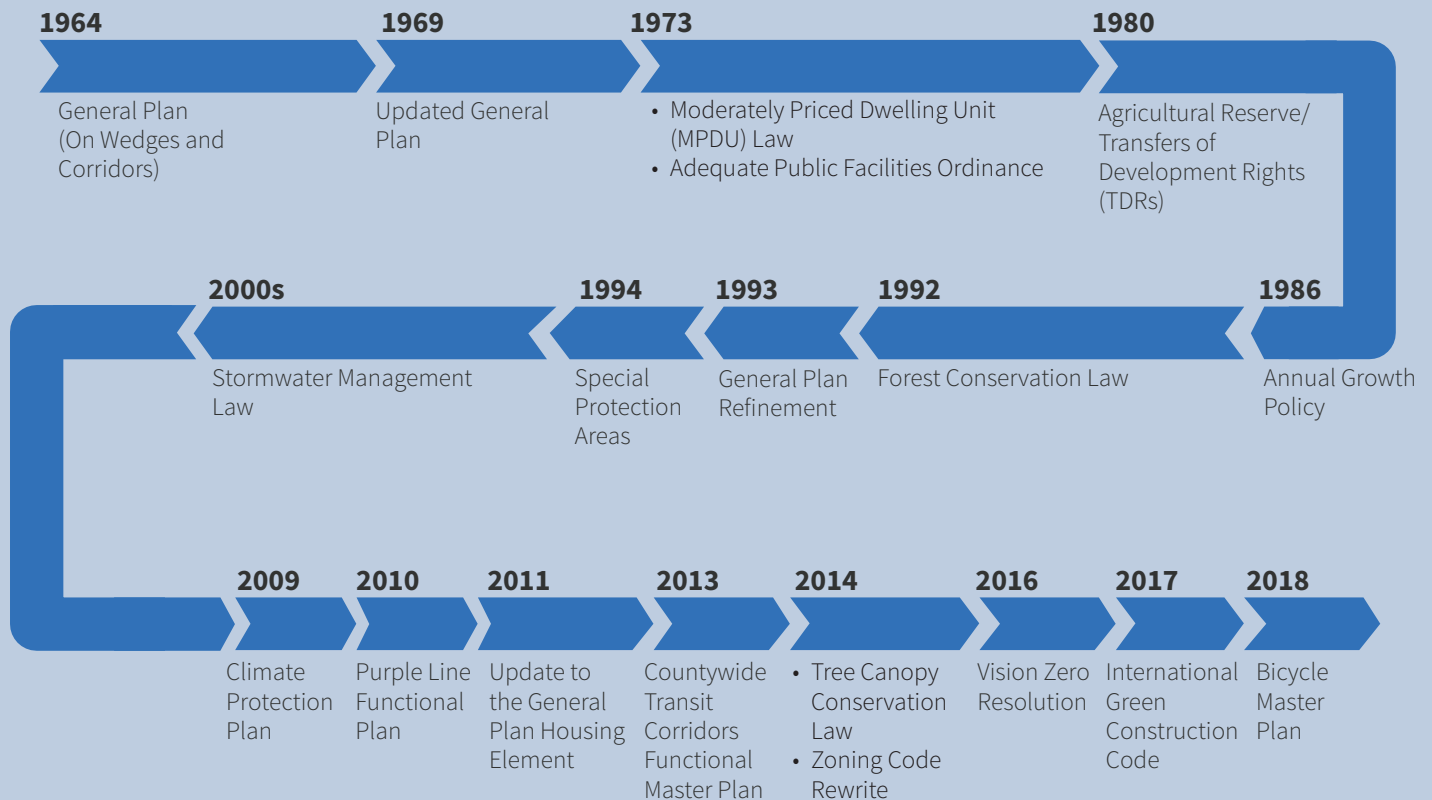 1964
General Plan
(On Wedges and
Corridors)
1969
Updated General
Plan
1973
• Moderately Priced Dwelling Unit
(MPDU) Law
• Adequate Public Facilities Ordinance
1980
Agricultural Reserve/
Transfers of
Development Rights
(TDRs)
1986
Annual Growth
Policy
1992
Forest Conservation Law
1993
General Plan
Refinement
1994
Special
Protection
Areas
2000s
Stormwater Management
Law
2009
Climate
Protection
Plan
2010
Purple Line
Functional
Plan
2011
Update to
the General
Plan Housing
Element
2013
Countywide
Transit
Corridors
Functional
Master Plan
2014
• Tree Canopy
Conservation
Law
• Zoning Code
Rewrite
2016
Vision Zero
Resolution
2017
International
Green
Construction
Code
2018
Bicycle
Master
Plan